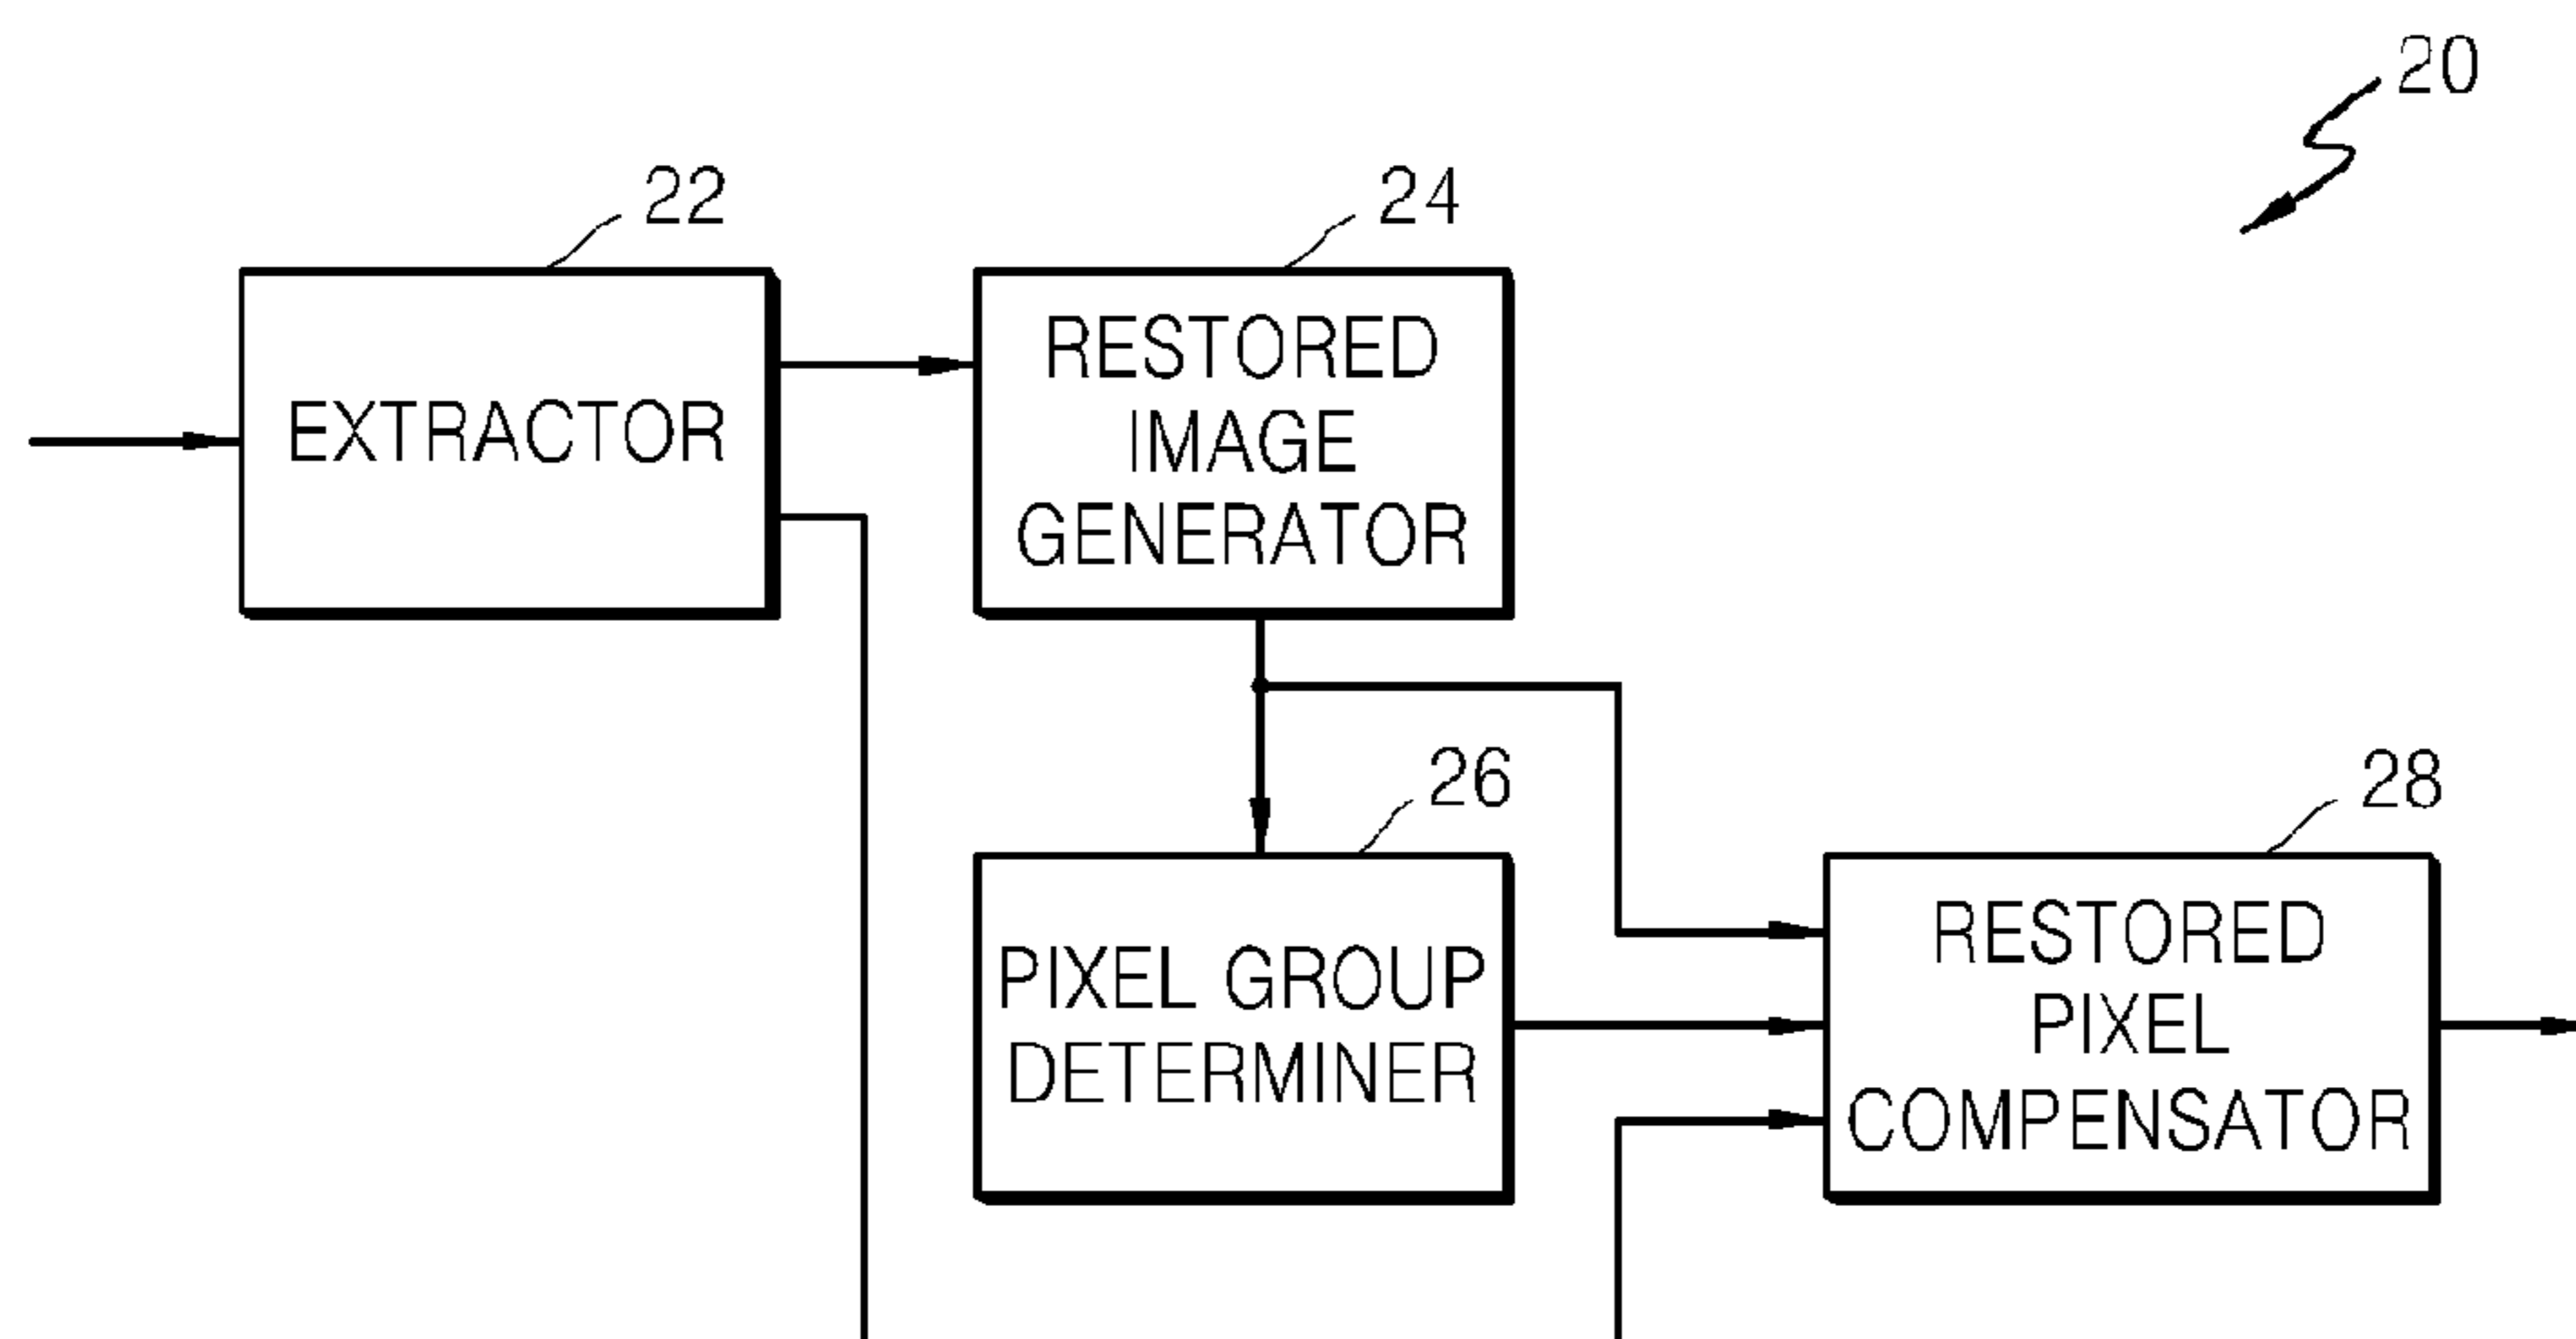 20
22
24
EXTRACTOR
RESTORED
IMAGE
GENERATOR
26
28
PIXEL GROUP
DETERMINER
RESTORED
PIXEL
COMPENSATOR